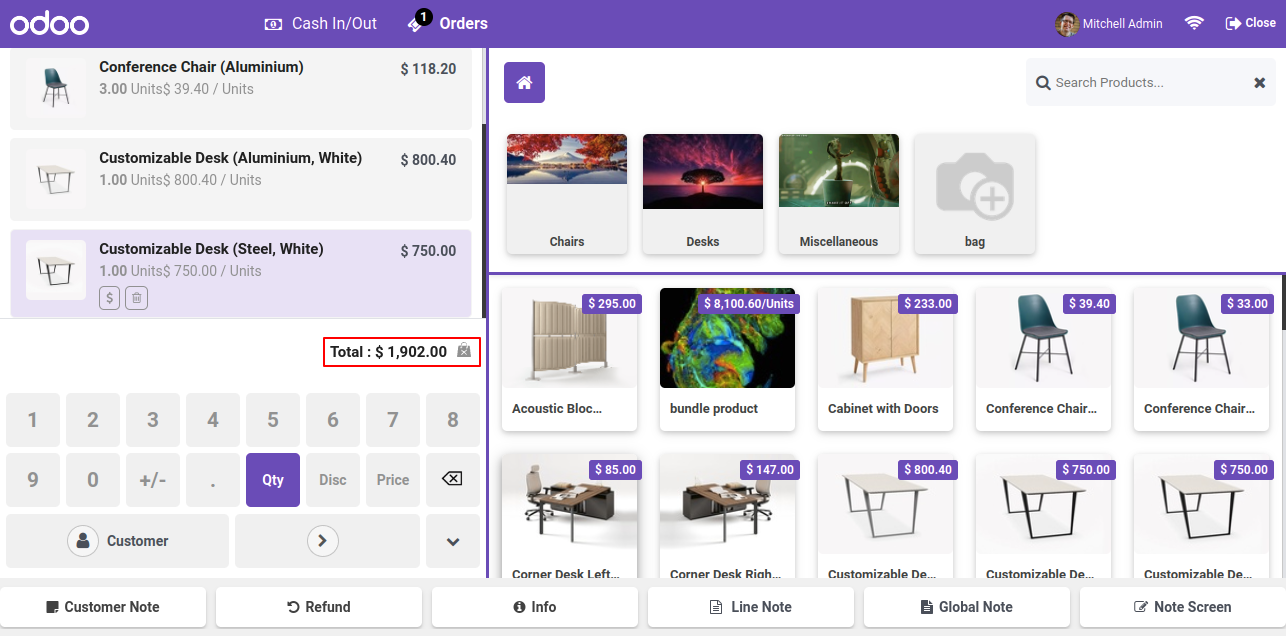 odoo
Cash In/Out
1
Orders
Mitchell Admin
Close
Conference Chair (Aluminium)
$ 118.20
3.00 Units$ 39.40 / Units
Customizable Desk (Aluminium, White)
$ 800.40
1.00 Units$ 800.40 / Units
Customizable Desk (Steel, White)
$ 750.00
1.00 Units$ 750.00 / Units
$
Total : $ 1,902.00
1 2 3 4 5 6 7 8
9 0 +/- . Qty Disc Price
Customer
Search Products...
Chairs
Desks
Miscellaneous
bag
$ 295.00
Acoustic Bloc...
$ 8,100.60/Units
bundle product
$ 233.00
Cabinet with Doors
$ 39.40
Conference Chair...
$ 33.00
Conference Chair...
$ 85.00
Corner Desk Left...
$ 147.00
Corner Desk Righ...
$ 800.40
Customizable De...
$ 750.00
Customizable De...
$ 750.00
Customizable De...
Customer Note
Refund
Info
Line Note
Global Note
Note Screen